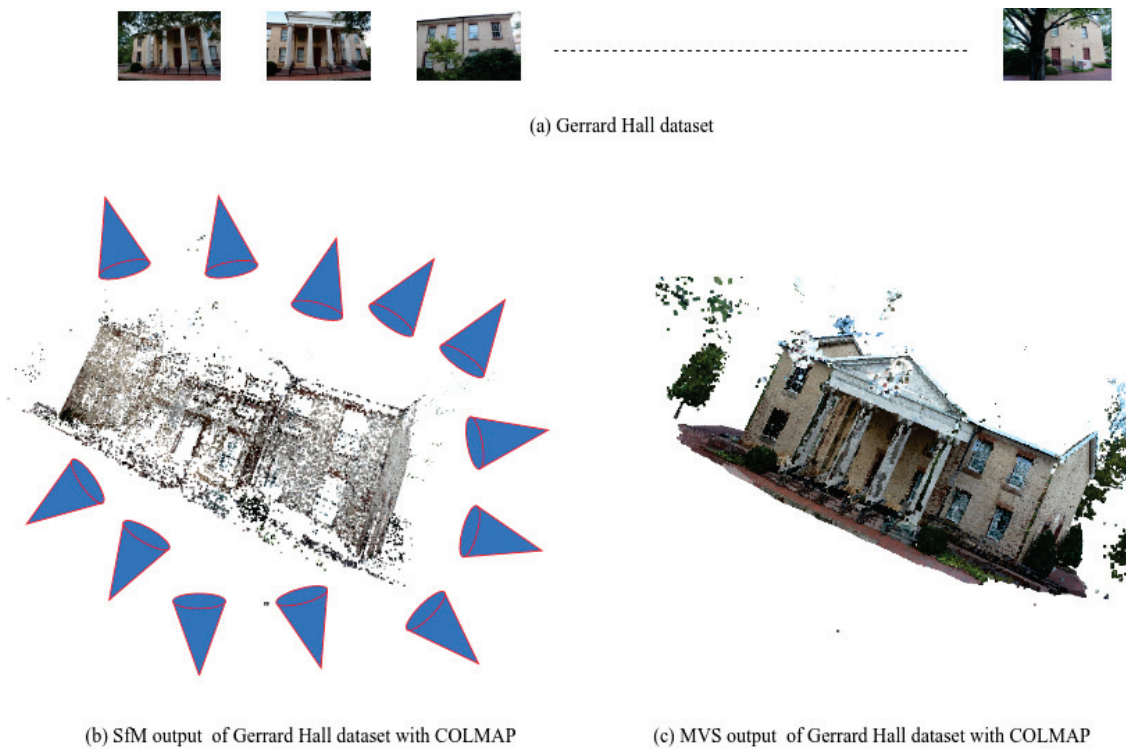 (a) Gerrard Hall dataset
(b) SfM output of Gerrard Hall dataset with COLMAP
(c) MVS output of Gerrard Hall dataset with COLMAP